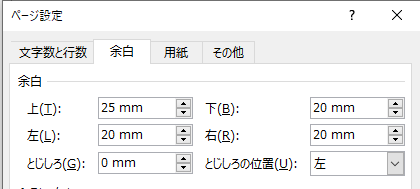 ページ設定 ?
文字数と行数 余白 用紙 その他
余白
上(T): 25 mm 下(B): 20 mm
左(L): 20 mm 右(R): 20 mm
とじしろ(G): 0 mm とじしろの位置(U): 左